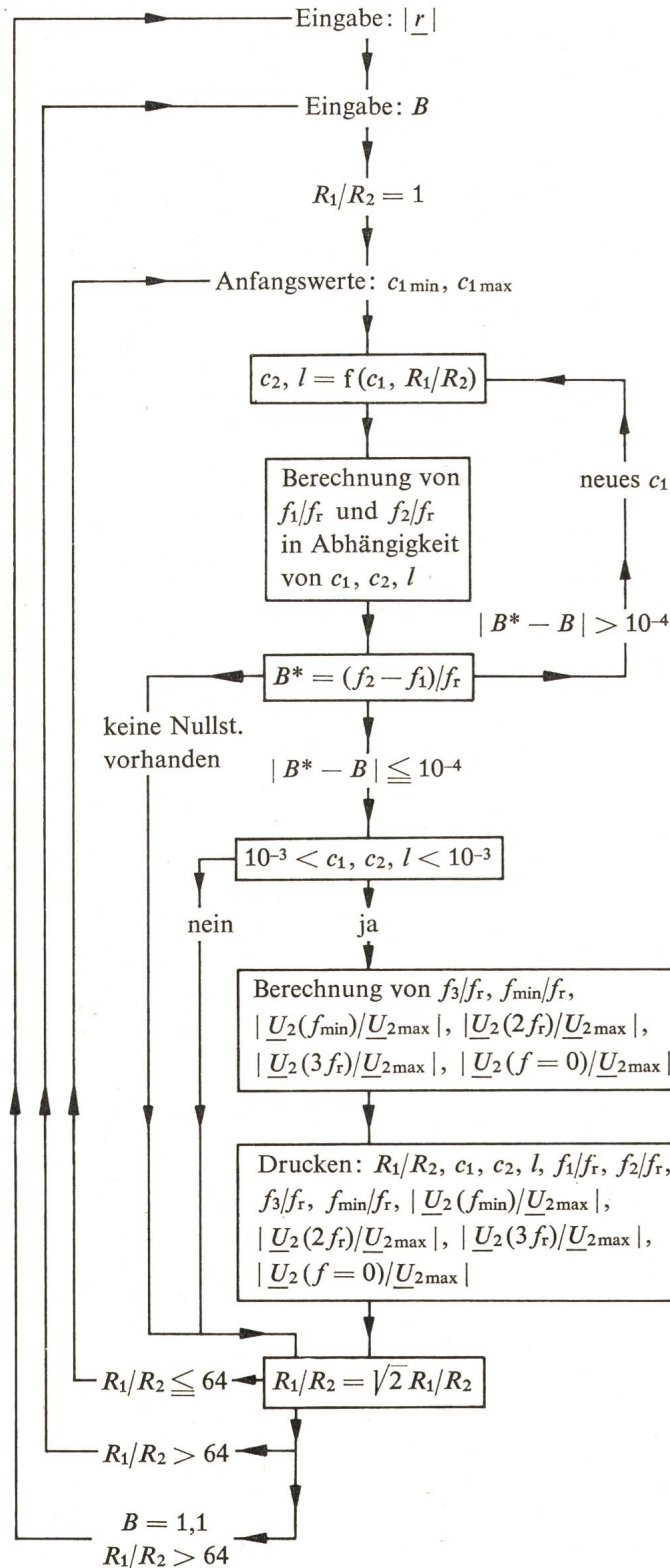 Eingabe: |r|
Eingabe: B
R₁/R₂ = 1
Anfangswerte: c₁ min, c₁ max
c₂, l = f (c₁, R₁/R₂)
Berechnung von
f₁/fᵣ und f₂/fᵣ
in Abhängigkeit
von c₁, c₂, l
neues c₁
| B* − B | > 10⁻⁴
B* = (f₂ − f₁)/fᵣ
keine Nullst.
vorhanden
| B* − B | ≦ 10⁻⁴
10⁻³ < c₁, c₂, l < 10⁻³
nein
ja
Berechnung von f₃/fᵣ, f_min/fᵣ,
| U₂(f_min)/U₂max |, |U₂(2fᵣ)/U₂max |,
| U₂(3fᵣ)/U₂max |, | U₂(f = 0)/U₂max |
Drucken: R₁/R₂, c₁, c₂, l, f₁/fᵣ, f₂/fᵣ,
f₃/fᵣ, f_min/fᵣ, | U₂(f_min)/U₂max |,
| U₂(2fᵣ)/U₂max |, | U₂(3fᵣ)/U₂max |,
| U₂(f = 0)/U₂max |
R₁/R₂ ≦ 64
R₁/R₂ = √2 R₁/R₂
R₁/R₂ > 64
B = 1,1
R₁/R₂ > 64